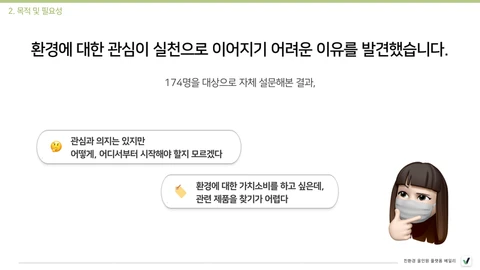 2. 목적 및 필요성
환경에 대한 관심이 실천으로 이어지기 어려운 이유를 발견했습니다.
174명을 대상으로 자체 설문해본 결과,
관심과 의지는 있지만
어떻게, 어디서부터 시작해야 할지 모르겠다
환경에 대한 가치소비를 하고 싶은데,
관련 제품을 찾기가 어렵다
친환경 올인원 플랫폼 베일리